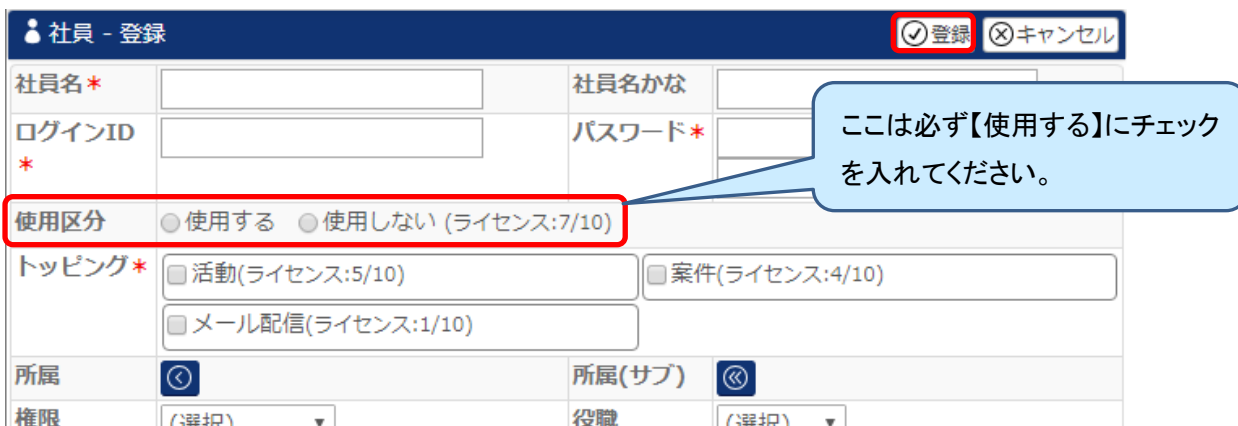 社員 - 登録
登録 キャンセル
社員名* 社員名かな
ここは必ず【使用する】にチェック
を入れてください。
ログインID
* パスワード*
使用区分 使用する 使用しない (ライセンス:7/10)
トッピング* 活動(ライセンス:5/10) 案件(ライセンス:4/10)
メール配信(ライセンス:1/10)
所属 所属(サブ)
権限 (選択) 役職 (選択)